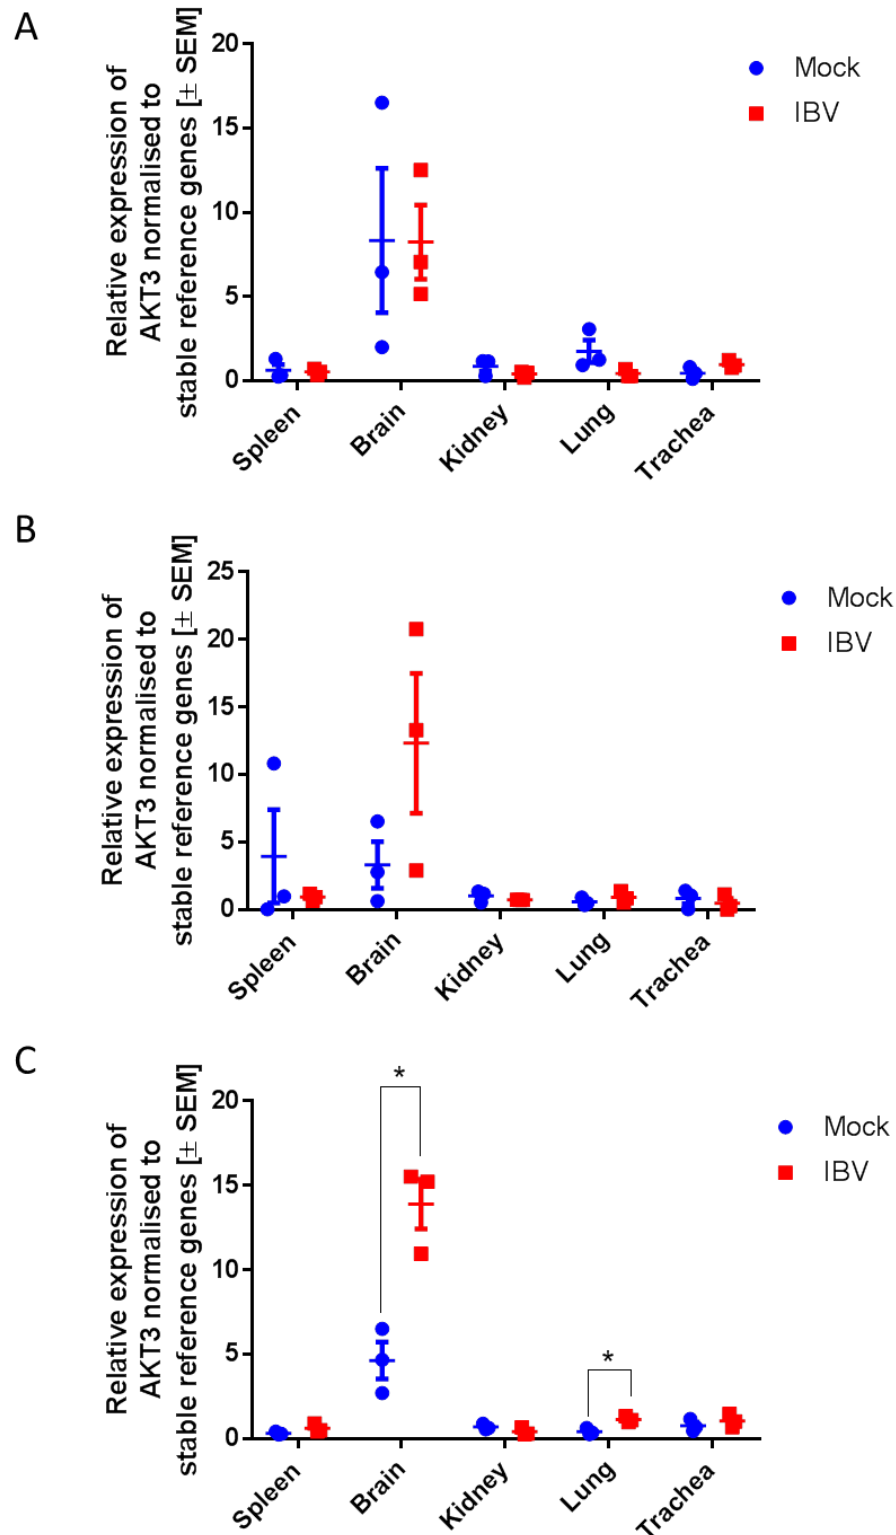 A
Relative expression of
AKT3 normalised to
stable reference genes [± SEM]
20
15
10
5
0
Spleen
Brain
Kidney
Lung
Trachea
Mock
IBV
B
Relative expression of
AKT3 normalised to
stable reference genes [± SEM]
25
20
15
10
5
0
Spleen
Brain
Kidney
Lung
Trachea
Mock
IBV
C
Relative expression of
AKT3 normalised to
stable reference genes [± SEM]
20
15
10
5
0
*
*
Spleen
Brain
Kidney
Lung
Trachea
Mock
IBV